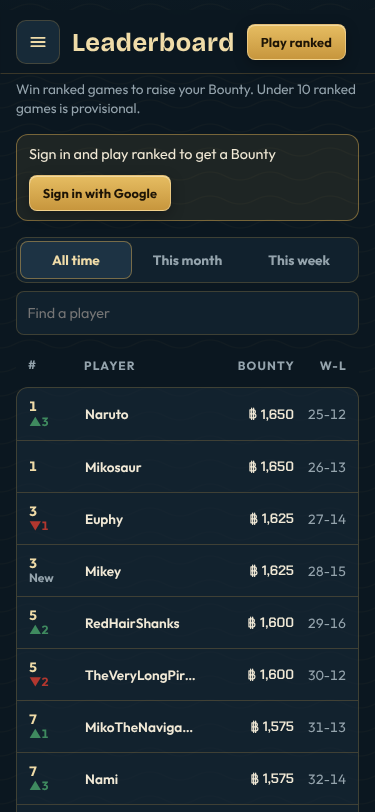 Leaderboard Play ranked
Win ranked games to raise your Bounty. Under 10 ranked
games is provisional.
Sign in and play ranked to get a Bounty
Sign in with Google
All time This month This week
Find a player
# PLAYER BOUNTY W-L
1 ▲3 Naruto ฿ 1,650 25-12
1 Mikosaur ฿ 1,650 26-13
3 ▼1 Euphy ฿ 1,625 27-14
3 New Mikey ฿ 1,625 28-15
5 ▲2 RedHairShanks ฿ 1,600 29-16
5 ▼2 TheVeryLongPir... ฿ 1,600 30-12
7 ▲1 MikoTheNaviga... ฿ 1,575 31-13
7 ▲3 Nami ฿ 1,575 32-14